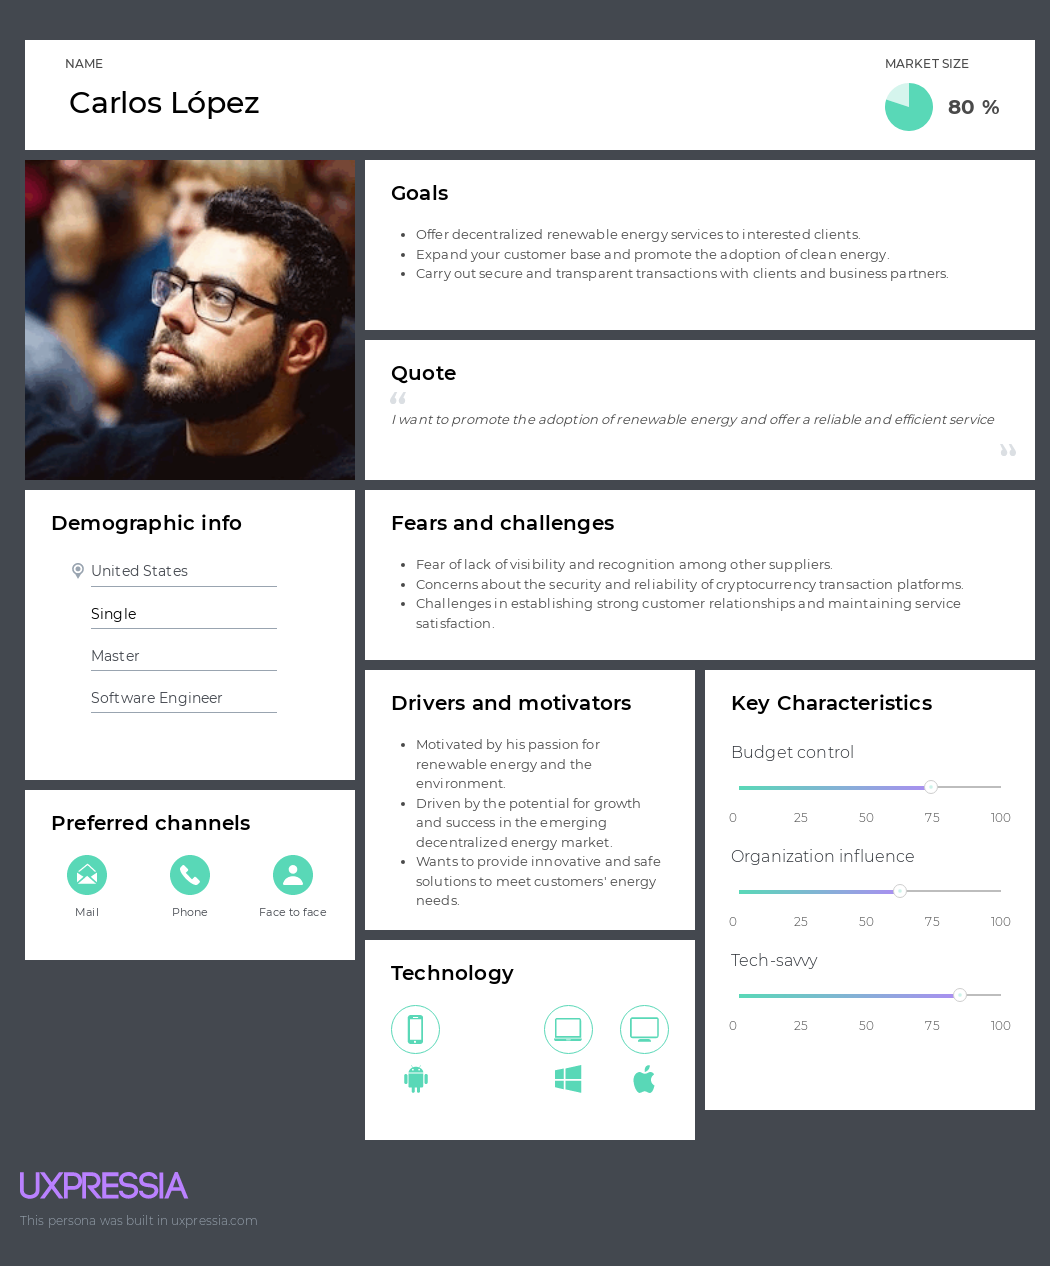 NAME
Carlos López
MARKET SIZE
80 %
Goals
• Offer decentralized renewable energy services to interested clients.
• Expand your customer base and promote the adoption of clean energy.
• Carry out secure and transparent transactions with clients and business partners.
Quote
“
I want to promote the adoption of renewable energy and offer a reliable and efficient service
”
Demographic info
United States
Single
Master
Software Engineer
Fears and challenges
• Fear of lack of visibility and recognition among other suppliers.
• Concerns about the security and reliability of cryptocurrency transaction platforms.
• Challenges in establishing strong customer relationships and maintaining service
satisfaction.
Preferred channels
Mail
Phone
Face to face
Drivers and motivators
• Motivated by his passion for
renewable energy and the
environment.
• Driven by the potential for growth
and success in the emerging
decentralized energy market.
• Wants to provide innovative and safe
solutions to meet customers' energy
needs.
Key Characteristics
Budget control
0 25 50 75 100
Organization influence
0 25 50 75 100
Tech-savvy
0 25 50 75 100
Technology
UXPRESSIA
This persona was built in uxpressia.com